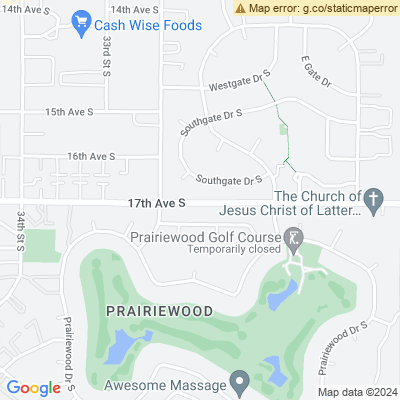 14th Ave S
14th Ave S
Map error: g.co/staticmaperror
Cash Wise Foods
33rd St S
Westgate Dr S
E Gate Dr
15th Ave S
Southgate Dr S
16th Ave S
Southgate Dr S
17th Ave S
The Church of
Jesus Christ of Latter...
34th St S
Prairiewood Golf Course
Temporarily closed
PRAIRIEWOOD
Prairiewood Dr S
Prairiewood Dr S
Awesome Massage
Google
Map data ©2024